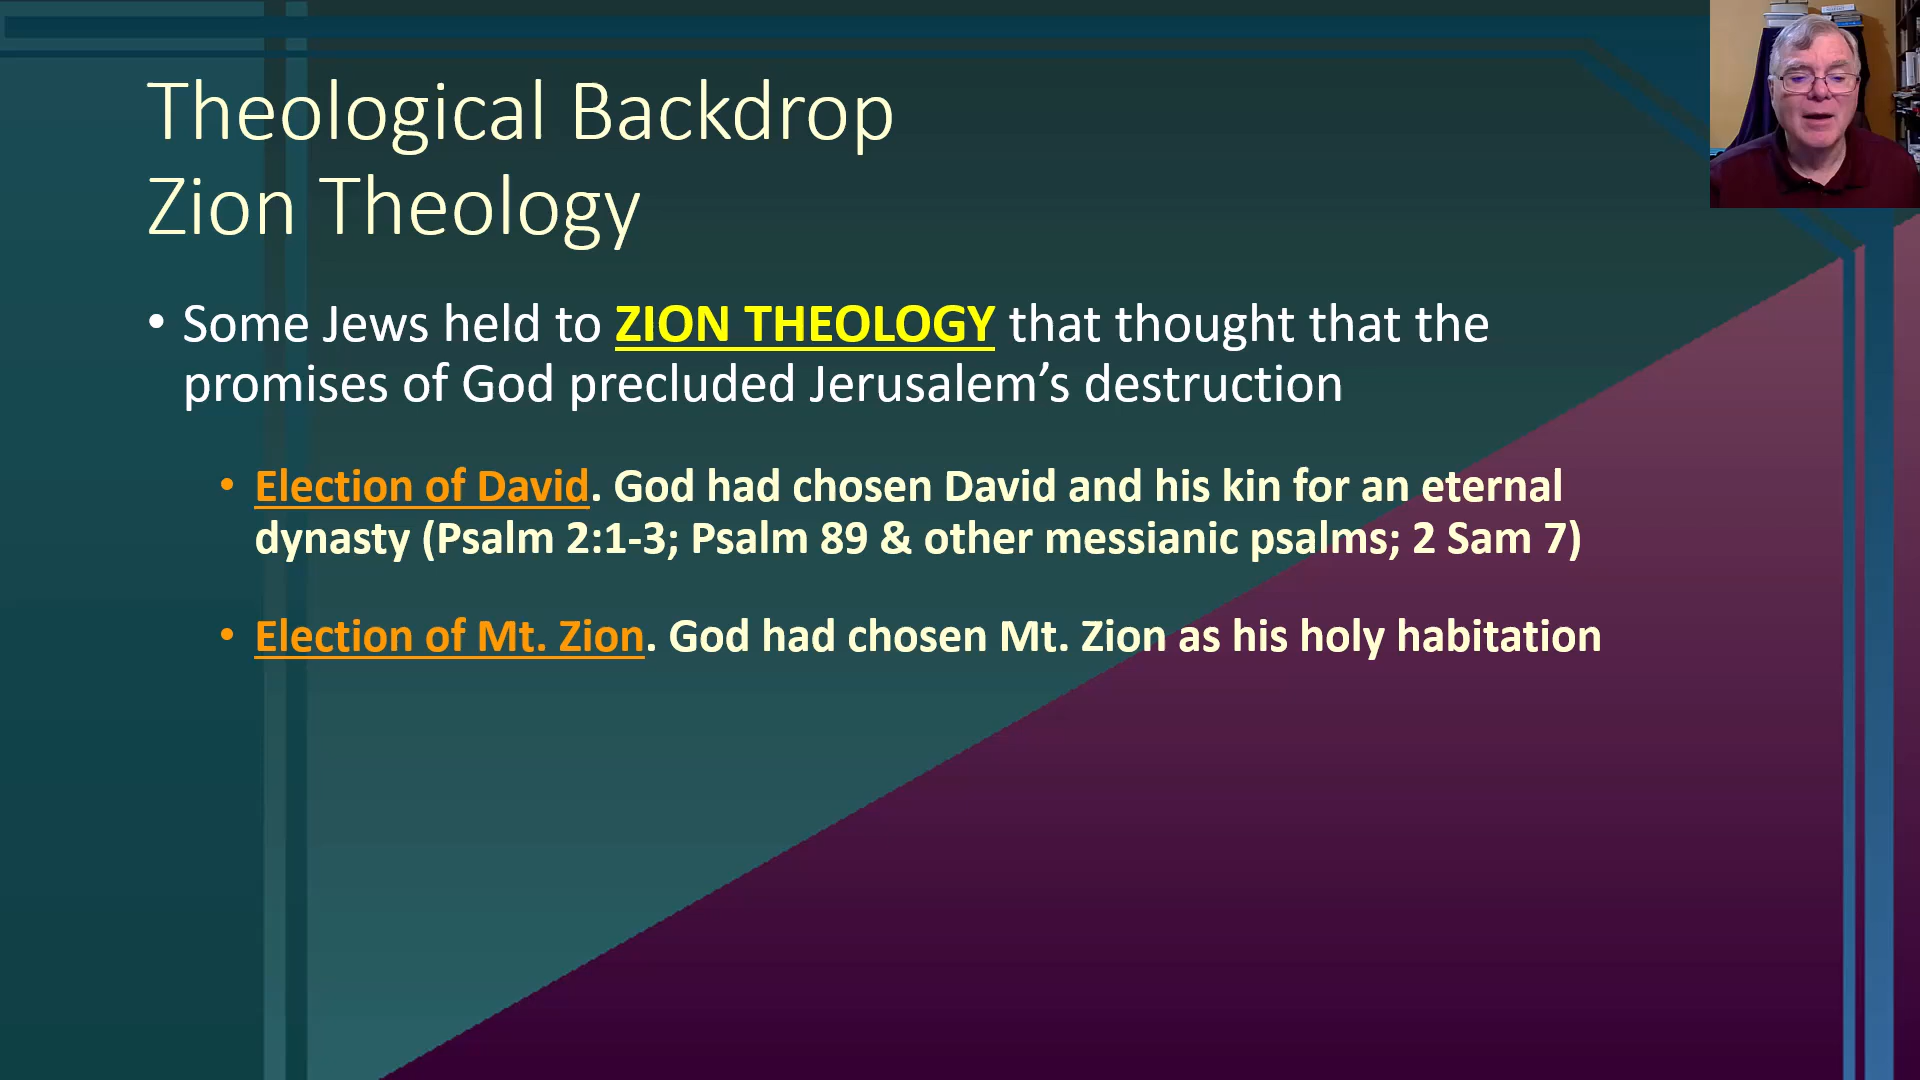 Theological Backdrop
Zion Theology
• Some Jews held to ZION THEOLOGY that thought that the
promises of God precluded Jerusalem’s destruction
• Election of David. God had chosen David and his kin for an eternal
dynasty (Psalm 2:1-3; Psalm 89 & other messianic psalms; 2 Sam 7)
• Election of Mt. Zion. God had chosen Mt. Zion as his holy habitation